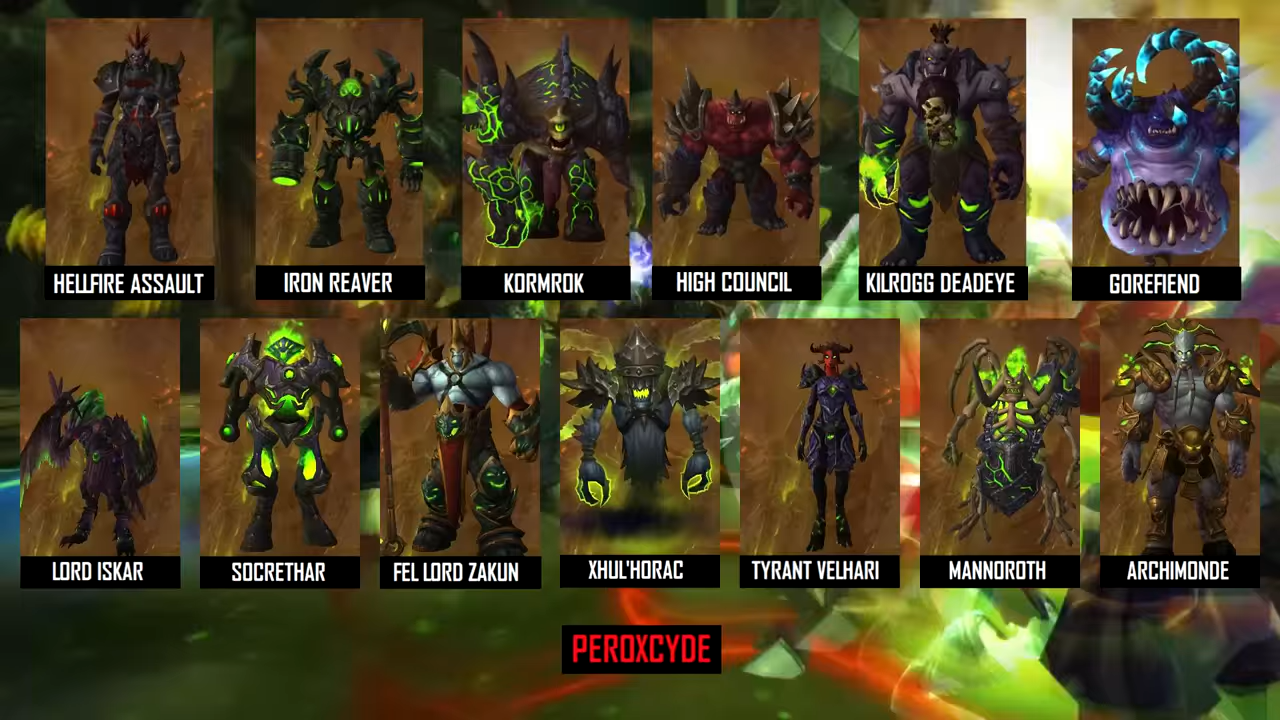 HELLFIRE ASSAULT
IRON REAVER
KORMROK
HIGH COUNCIL
KILROGG DEADEYE
GOREFIEND
LORD ISKAR
SOCRETHAR
FEL LORD ZAKUN
XHUL'HORAC
TYRANT VELHARI
MANNOROTH
ARCHIMONDE
PEROXCYDE